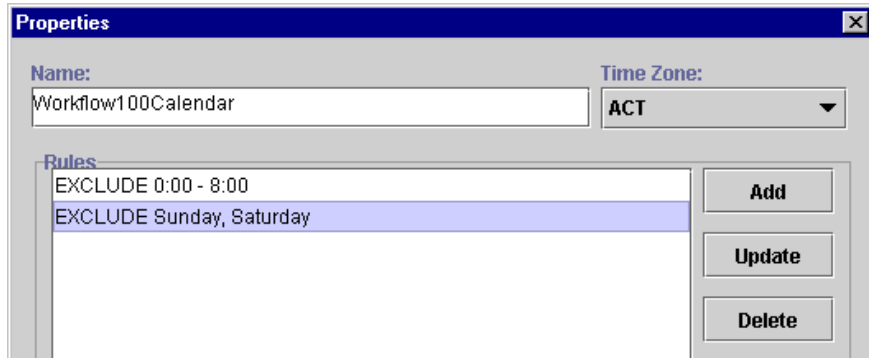 Properties
Name:
Time Zone:
Workflow100Calendar
ACT
Rules
EXCLUDE 0:00 - 8:00
EXCLUDE Sunday, Saturday
Add
Update
Delete